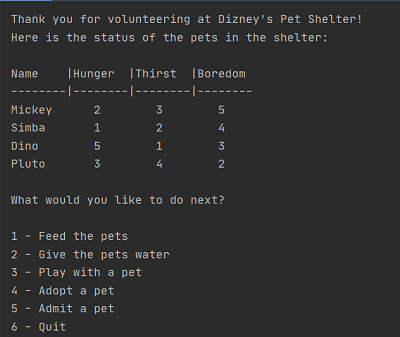 Thank you for volunteering at Dizney's Pet Shelter!
Here is the status of the pets in the shelter:

Name    |Hunger  |Thirst  |Boredom
--------|--------|--------|--------
Mickey      2        3        5
Simba       1        2        4
Dino        5        1        3
Pluto       3        4        2

What would you like to do next?

1 - Feed the pets
2 - Give the pets water
3 - Play with a pet
4 - Adopt a pet
5 - Admit a pet
6 - Quit